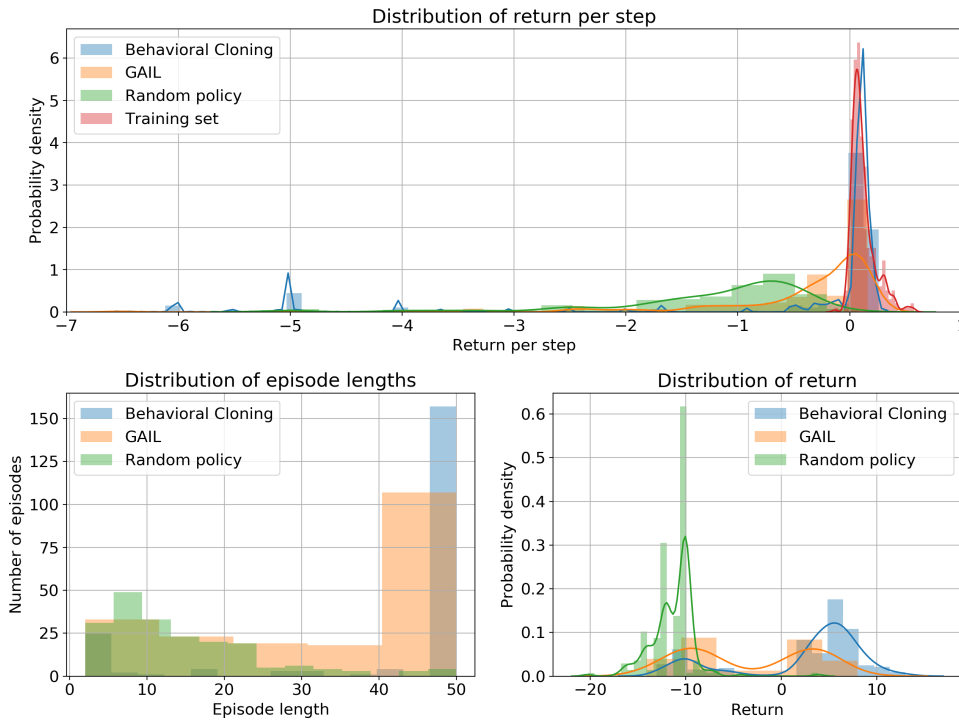 Distribution of return per step
Probability density
6
5
4
3
2
1
0
Behavioral Cloning
GAIL
Random policy
Training set
−7 −6 −5 −4 −3 −2 −1 0 1
Return per step
Distribution of episode lengths
Number of episodes
150
125
100
75
50
25
0
Behavioral Cloning
GAIL
Random policy
0 10 20 30 40 50
Episode length
Distribution of return
Probability density
0.6
0.5
0.4
0.3
0.2
0.1
0.0
Behavioral Cloning
GAIL
Random policy
−20 −10 0 10
Return